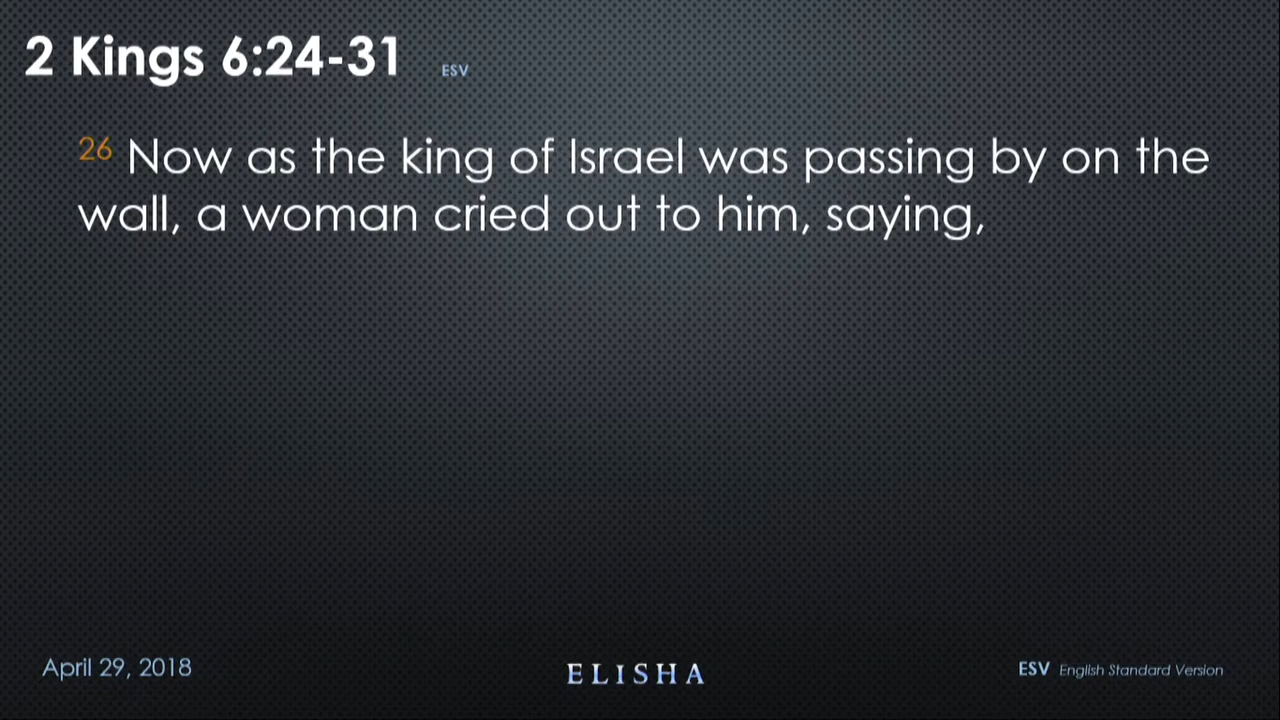 2 Kings 6:24-31 ESV
26 Now as the king of Israel was passing by on the
wall, a woman cried out to him, saying,
April 29, 2018
ELISHA
ESV English Standard Version